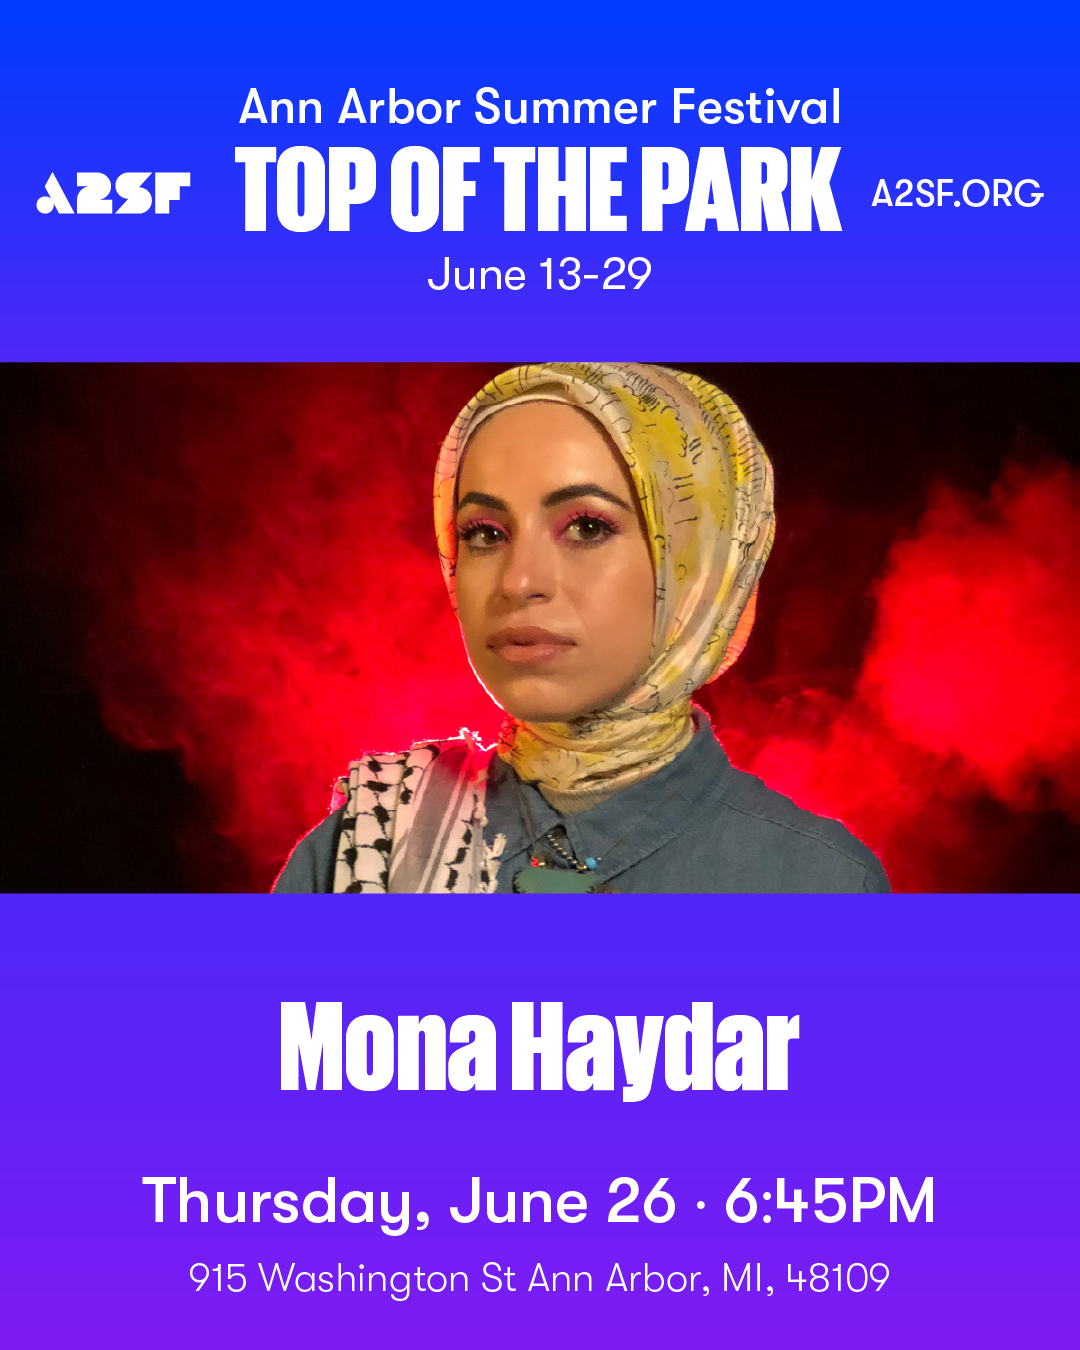 Ann Arbor Summer Festival
A2SF
TOP OF THE PARK
A2SF.ORG
June 13-29
Mona Haydar
Thursday, June 26 · 6:45PM
915 Washington St Ann Arbor, MI, 48109